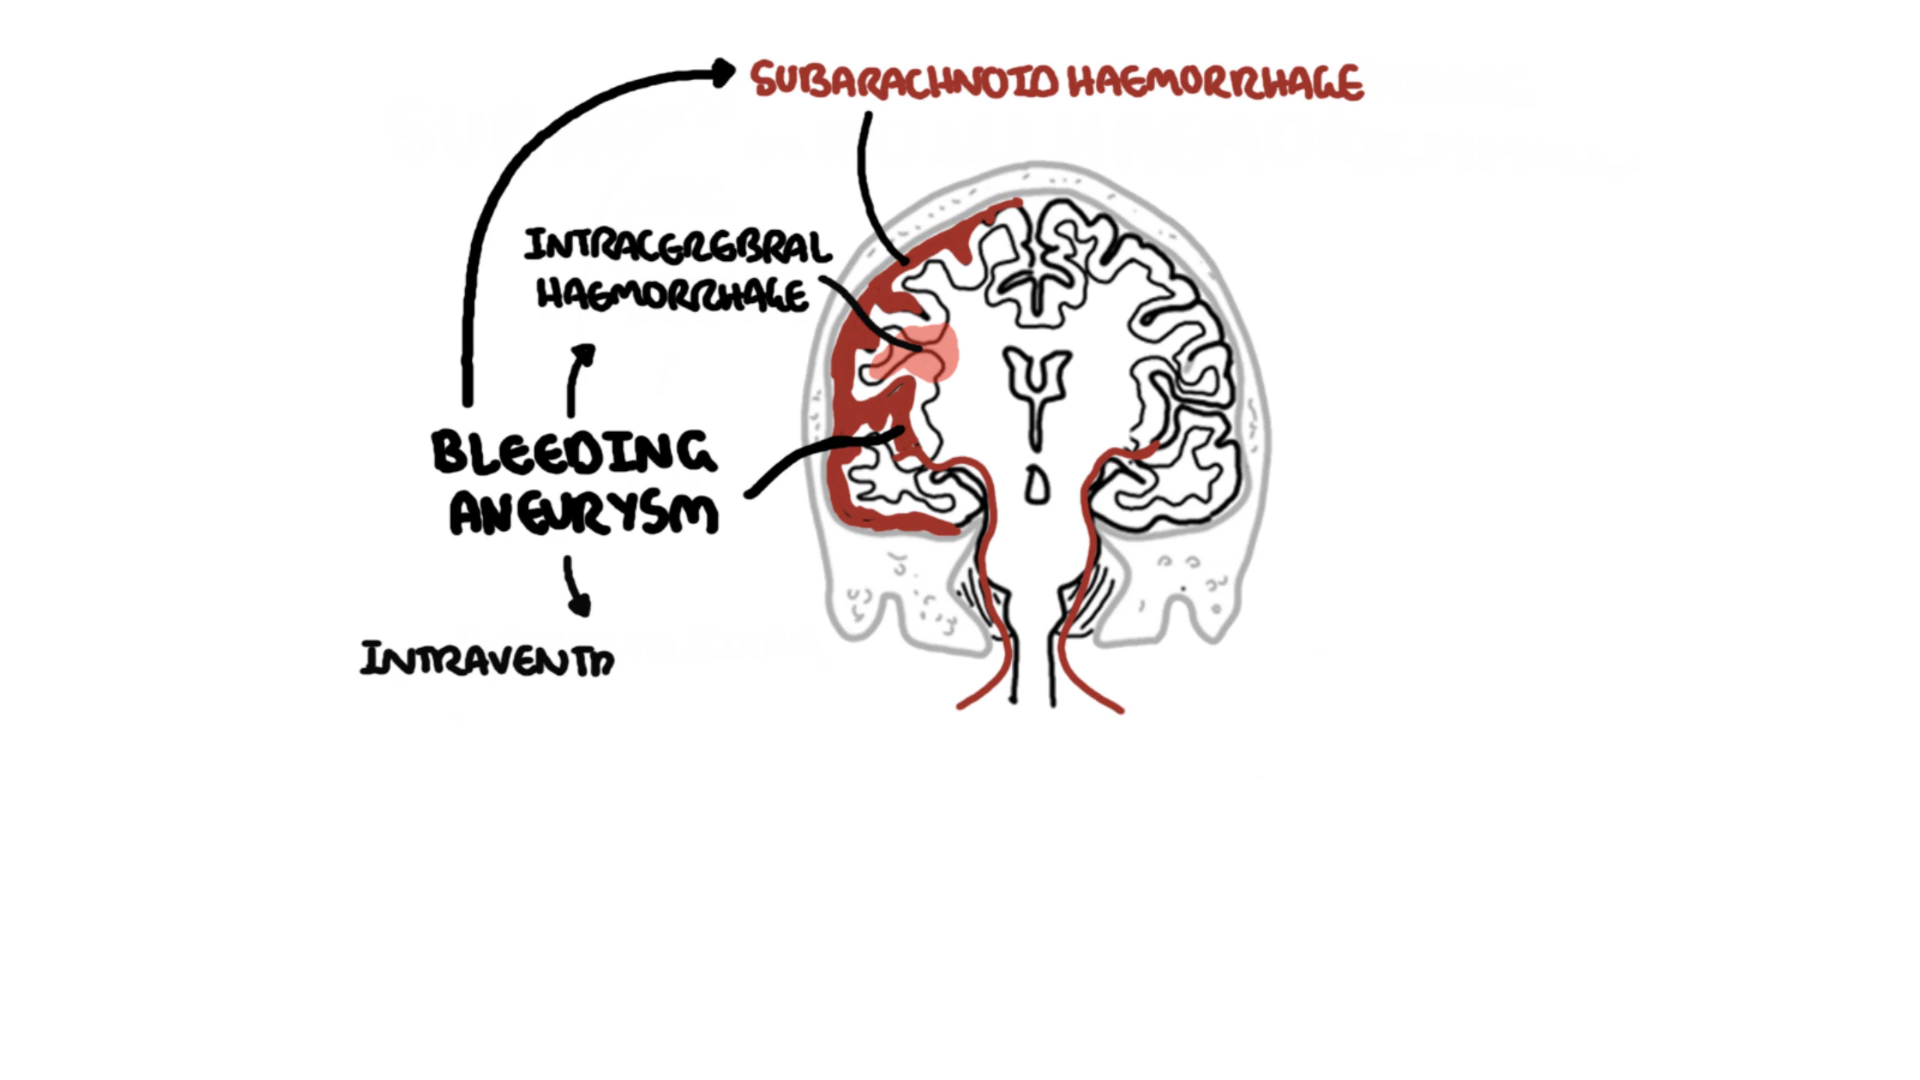 SUBARACHNOID HAEMORRHAGE
INTRACEREBRAL
HAEMORRHAGE
BLEEDING
ANEURYSM
INTRAVENTR